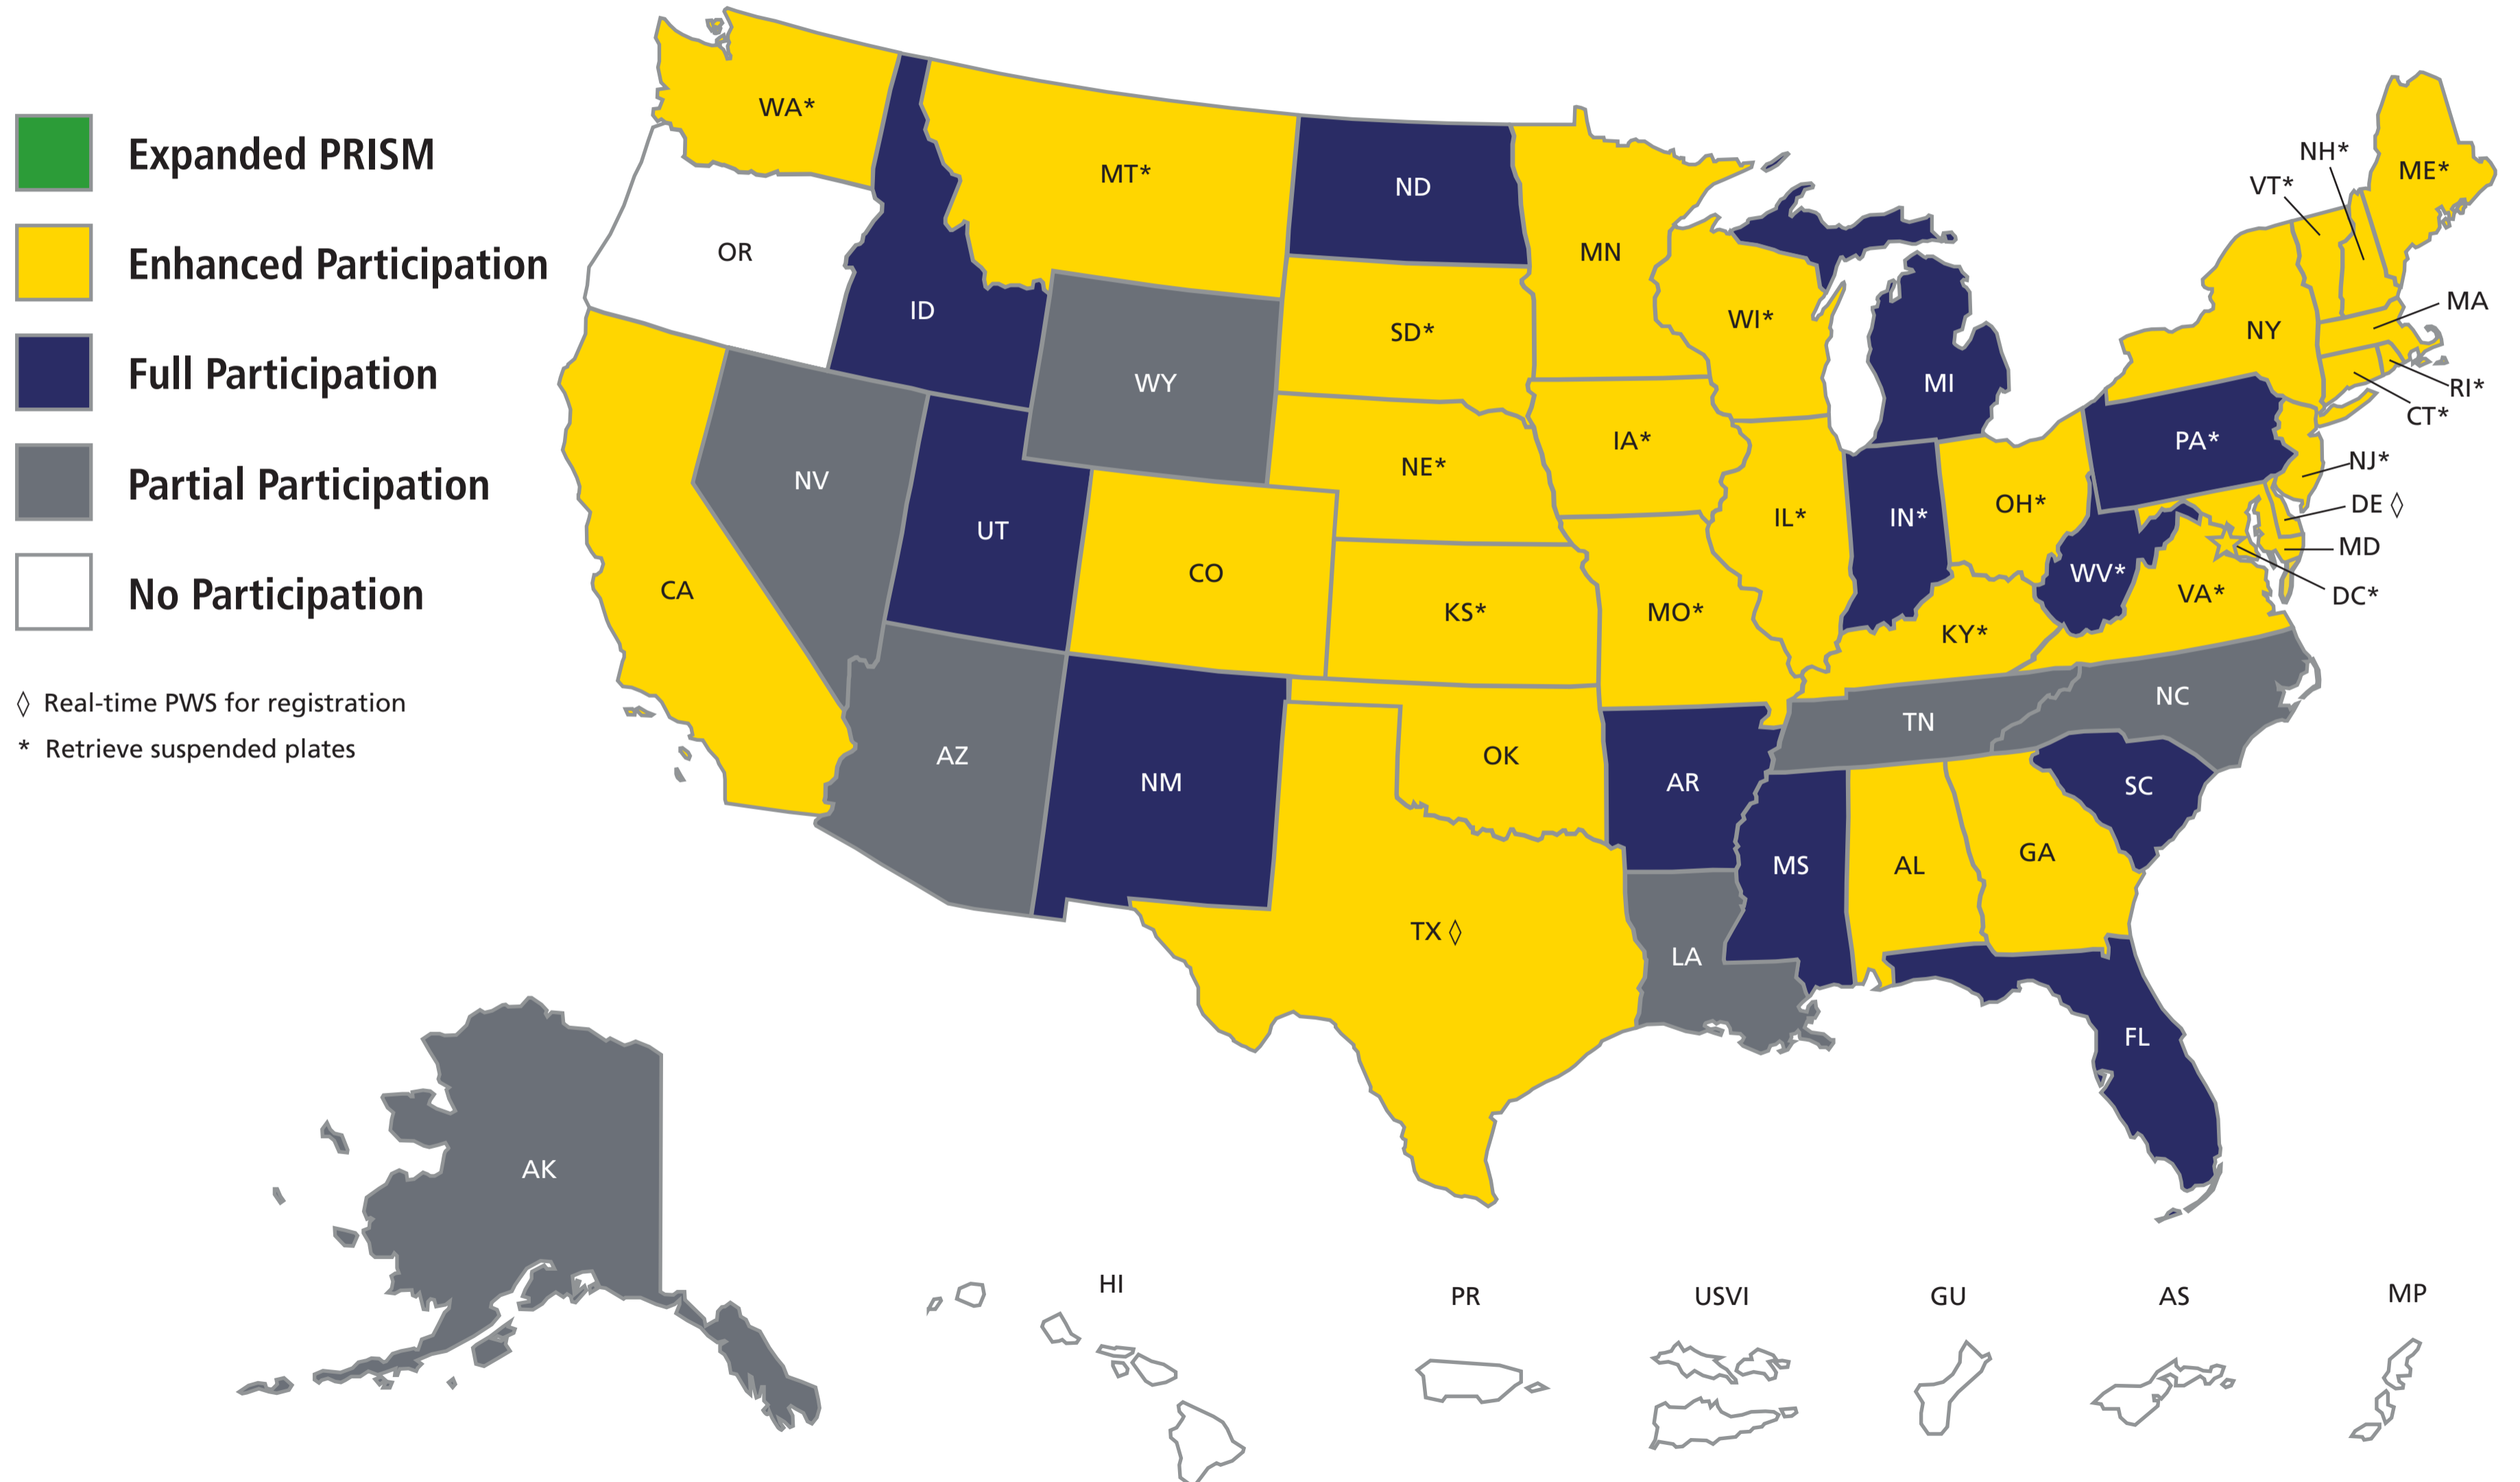 Expanded PRISM
Enhanced Participation
Full Participation
Partial Participation
No Participation
◊ Real-time PWS for registration
* Retrieve suspended plates
WA*
OR
CA
ID
NV
MT*
WY
UT
AZ
CO
NM
ND
SD*
NE*
KS*
OK
TX ◊
MN
IA*
MO*
AR
LA
WI*
IL*
MS
MI
IN*
KY*
TN
AL
OH*
GA
FL
SC
NC
WV*
VA*
PA*
NY
VT*
NH*
ME*
MA
RI*
CT*
NJ*
DE ◊
MD
DC*
AK
HI
PR
USVI
GU
AS
MP